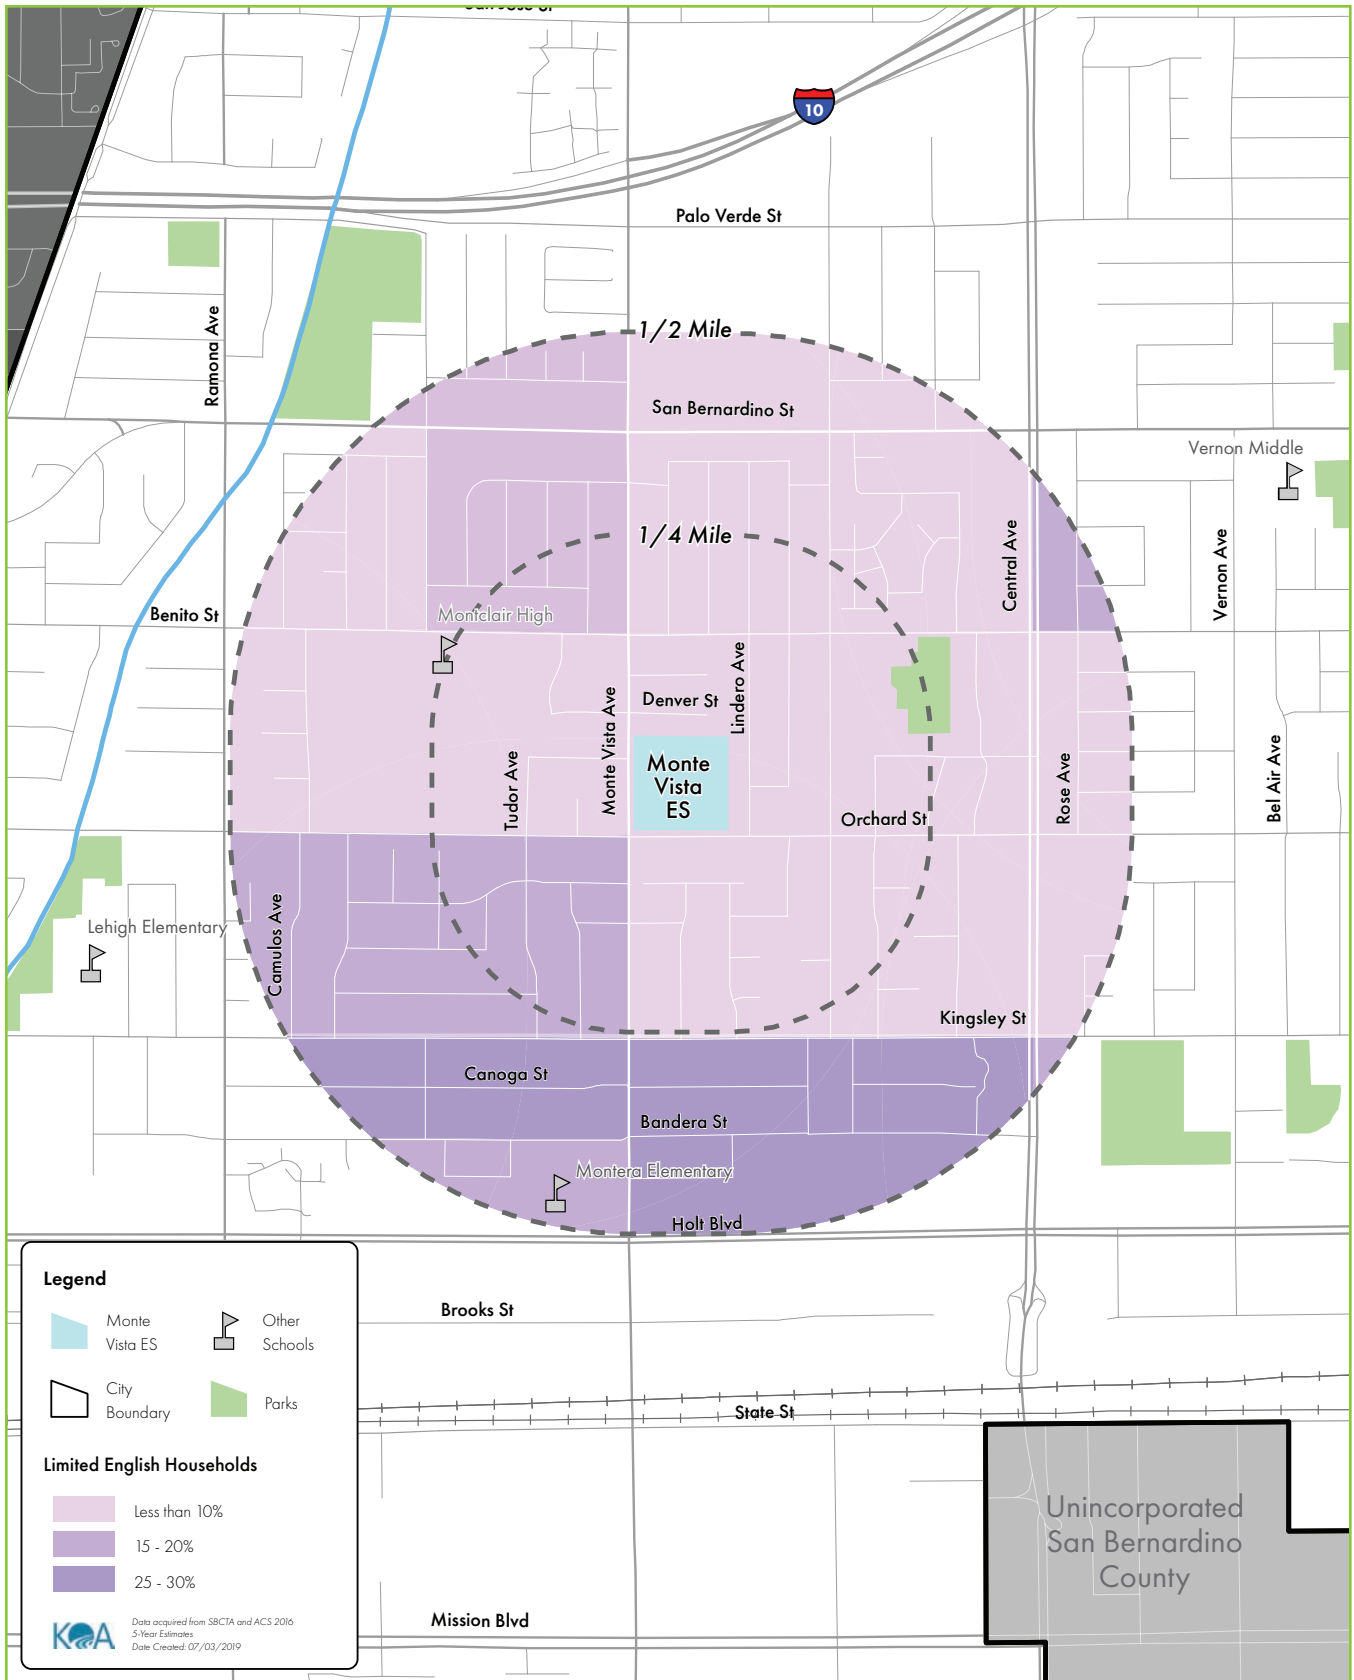 10
Palo Verde St
Ramona Ave
1/2 Mile
San Bernardino St
Vernon Middle
1/4 Mile
Central Ave
Vernon Ave
Benito St
Montclair High
Lindero Ave
Denver St
Monte Vista Ave
Tudor Ave
Monte
Vista
ES
Orchard St
Rose Ave
Bel Air Ave
Camulos Ave
Lehigh Elementary
Kingsley St
Canoga St
Bandera St
Montera Elementary
Holt Blvd
Brooks St
State St
Unincorporated
San Bernardino
County
Mission Blvd
Legend
Monte
Vista ES
Other
Schools
City
Boundary
Parks
Limited English Households
Less than 10%
15 - 20%
25 - 30%
KOA
Data acquired from SBCTA and ACS 2016
5-Year Estimates
Date Created: 07/03/2019